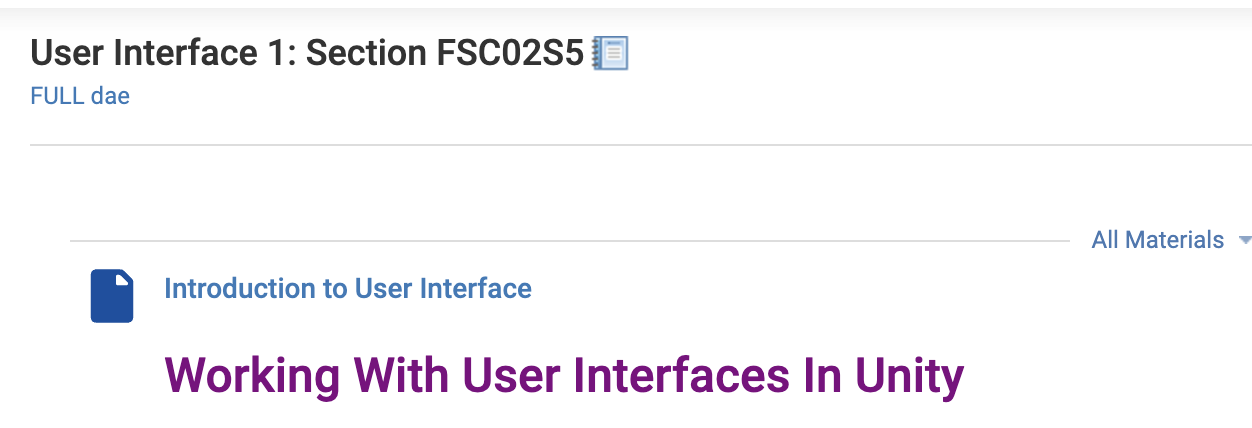 User Interface 1: Section FSC02S5
FULL dae
All Materials
Introduction to User Interface
Working With User Interfaces In Unity